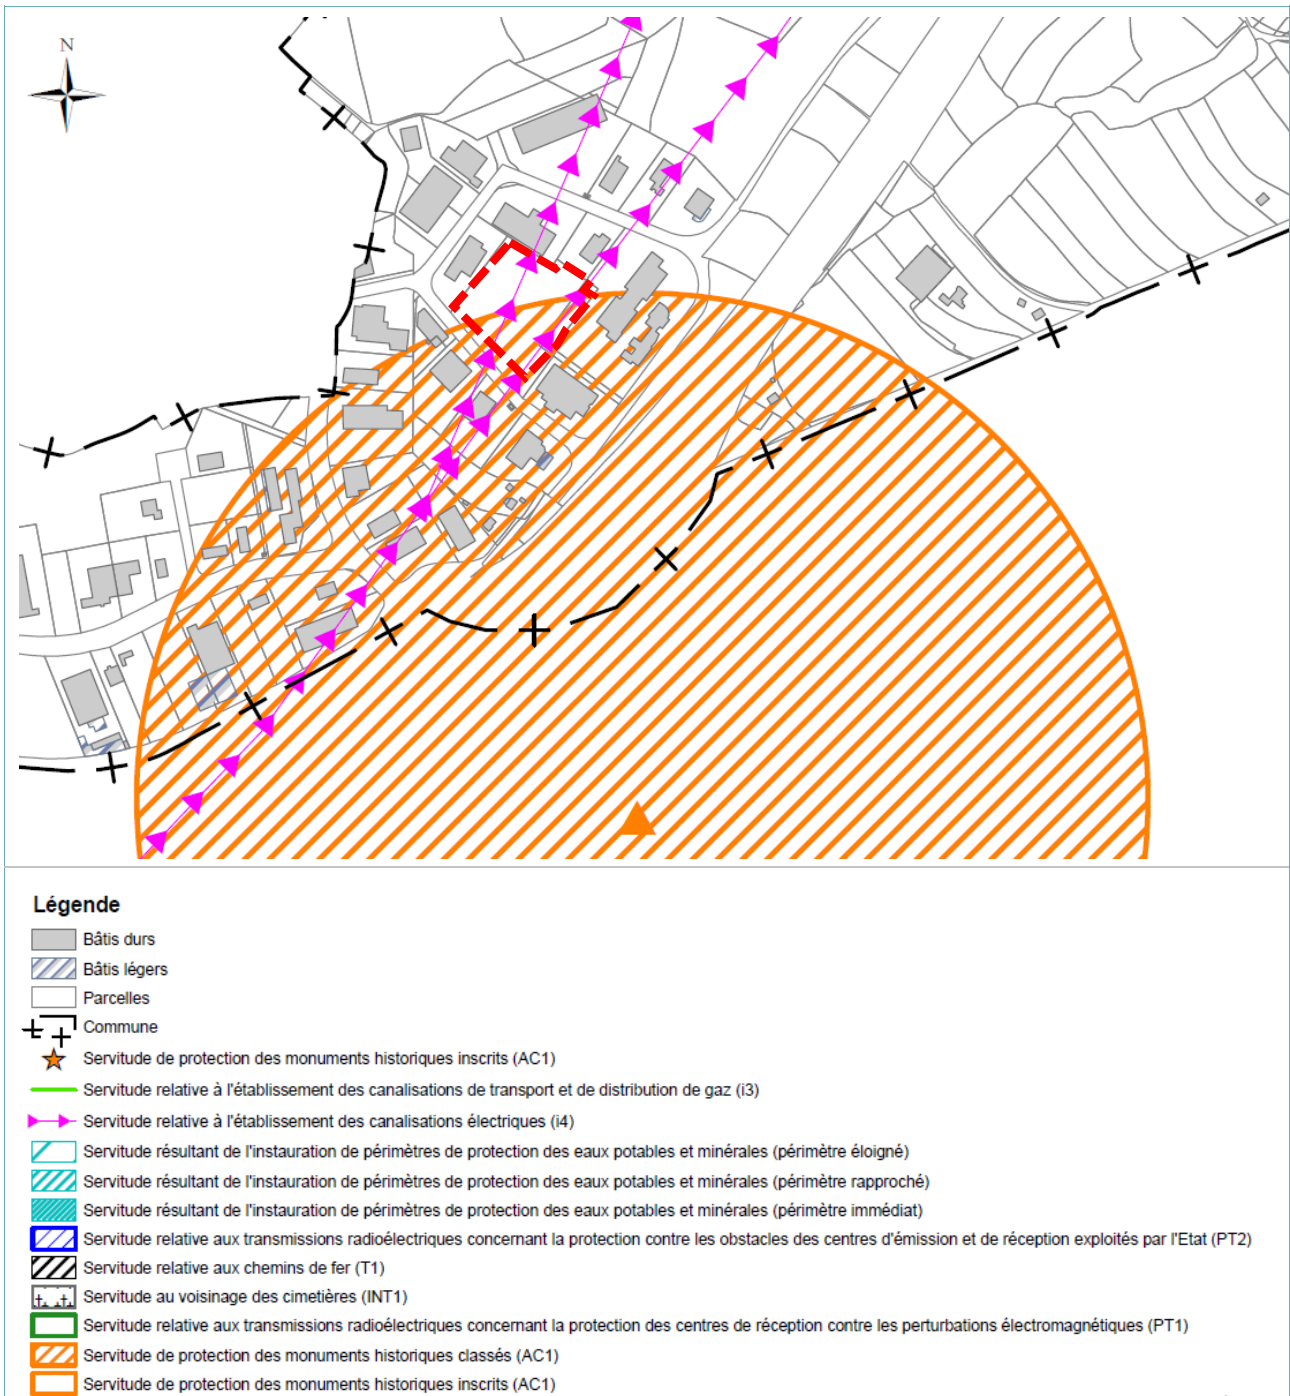 N
Légende
Bâtis durs
Bâtis légers
Parcelles
Commune
Servitude de protection des monuments historiques inscrits (AC1)
Servitude relative à l'établissement des canalisations de transport et de distribution de gaz (i3)
Servitude relative à l'établissement des canalisations électriques (i4)
Servitude résultant de l'instauration de périmètres de protection des eaux potables et minérales (périmètre éloigné)
Servitude résultant de l'instauration de périmètres de protection des eaux potables et minérales (périmètre rapproché)
Servitude résultant de l'instauration de périmètres de protection des eaux potables et minérales (périmètre immédiat)
Servitude relative aux transmissions radioélectriques concernant la protection contre les obstacles des centres d'émission et de réception exploités par l'Etat (PT2)
Servitude relative aux chemins de fer (T1)
Servitude au voisinage des cimetières (INT1)
Servitude relative aux transmissions radioélectriques concernant la protection des centres de réception contre les perturbations électromagnétiques (PT1)
Servitude de protection des monuments historiques classés (AC1)
Servitude de protection des monuments historiques inscrits (AC1)